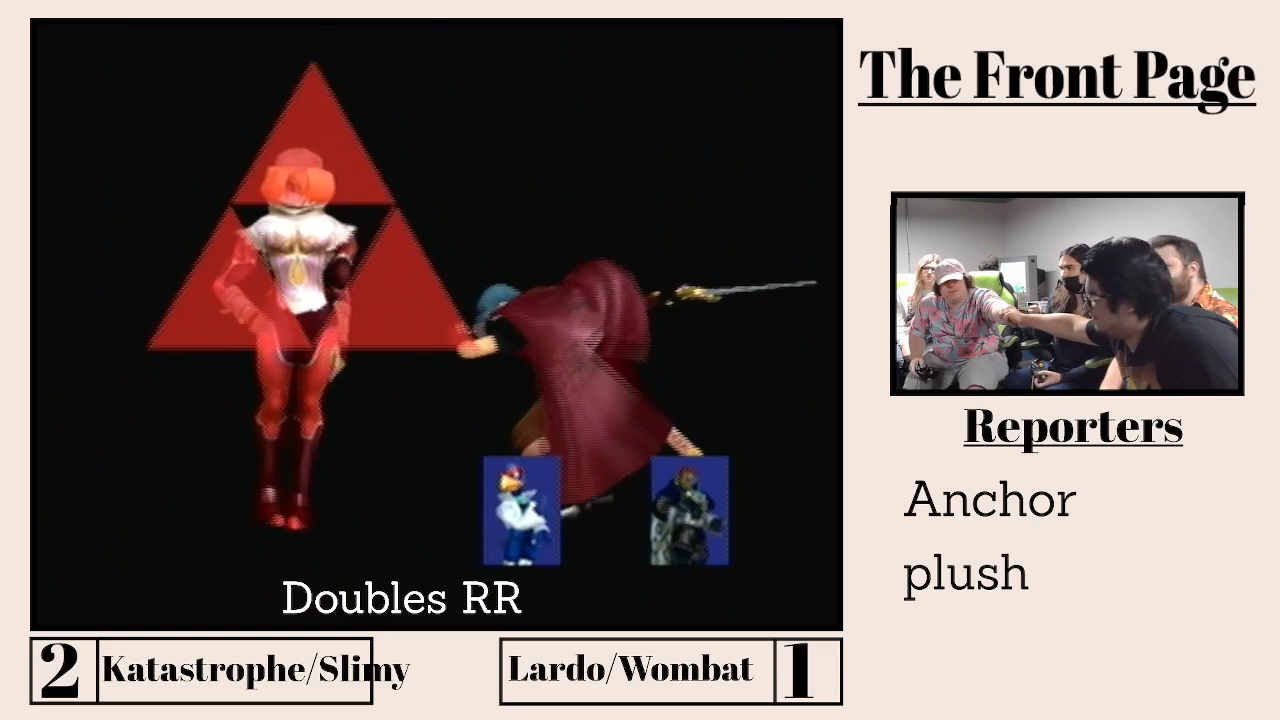 The Front Page
Reporters
Anchor
plush
Doubles RR
2 Katastrophe/Slimy
Lardo/Wombat 1